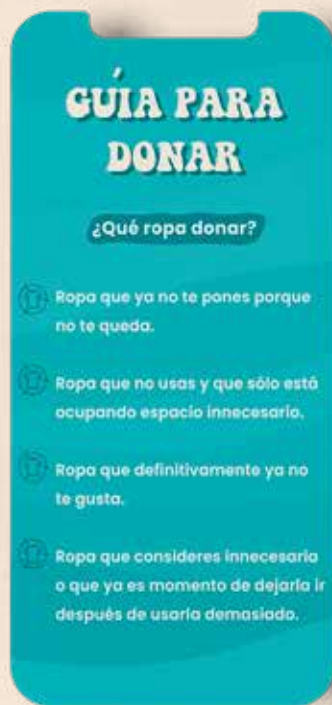 GUÍA PARA
DONAR
¿Qué ropa donar?
Ropa que ya no te pones porque
no te queda.
Ropa que no usas y que sólo está
ocupando espacio innecesario.
Ropa que definitivamente ya no
te gusta.
Ropa que consideres innecesaria
o que ya es momento de dejarla ir
después de usarla demasiado.